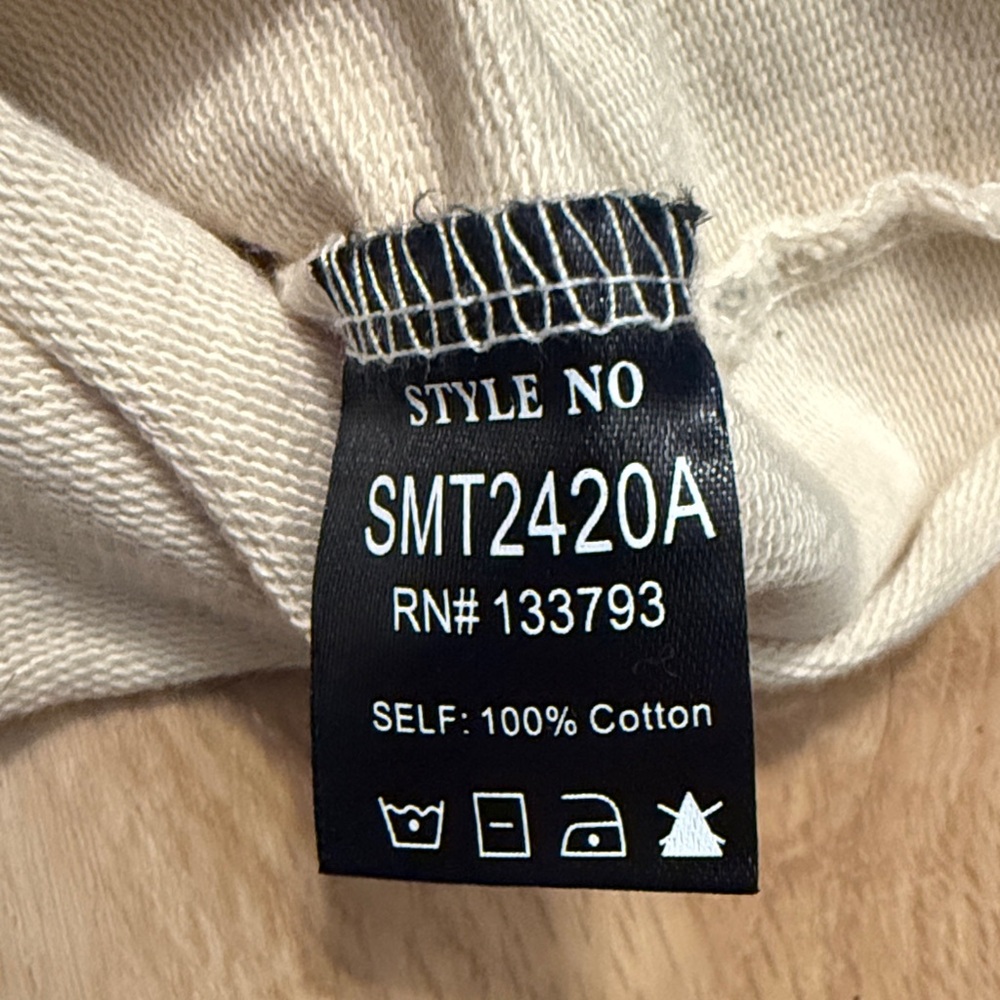 STYLE NO
SMT2420A
RN# 133793
SELF: 100% Cotton